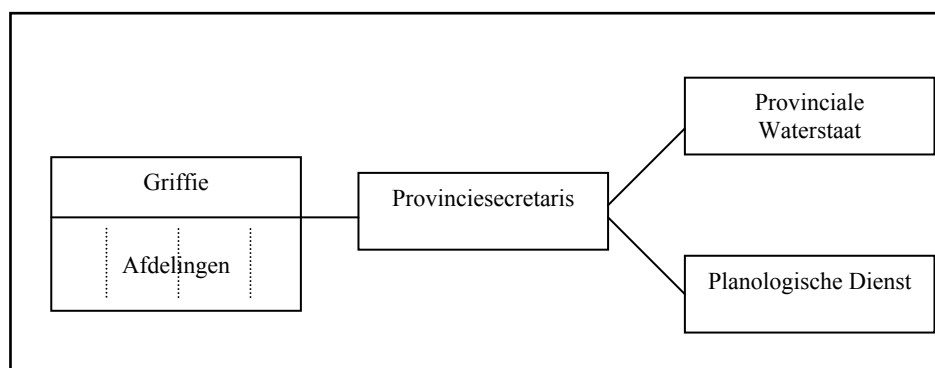 Griffie
Afdelingen
Provinciesecretaris
Provinciale
Waterstaat
Planologische Dienst